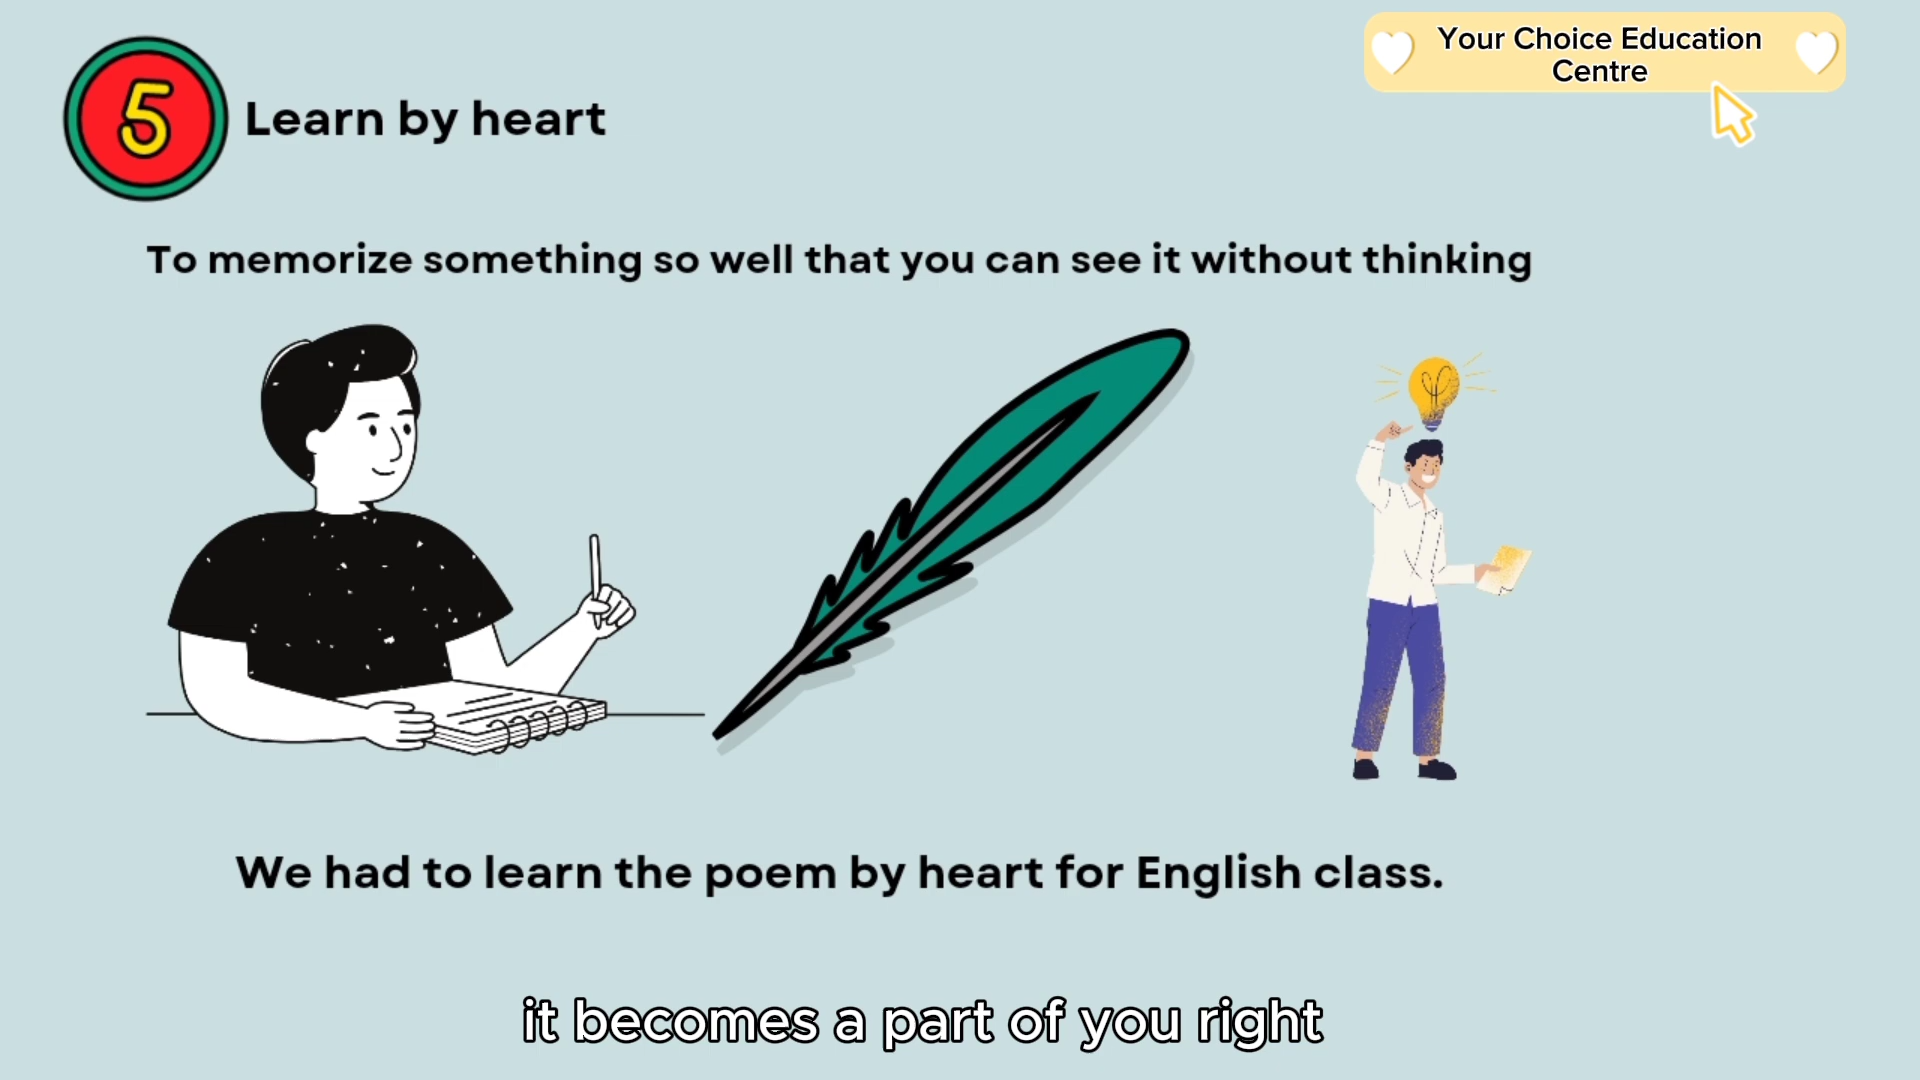 Your Choice Education
Centre
5
Learn by heart
To memorize something so well that you can see it without thinking
We had to learn the poem by heart for English class.
it becomes a part of you right